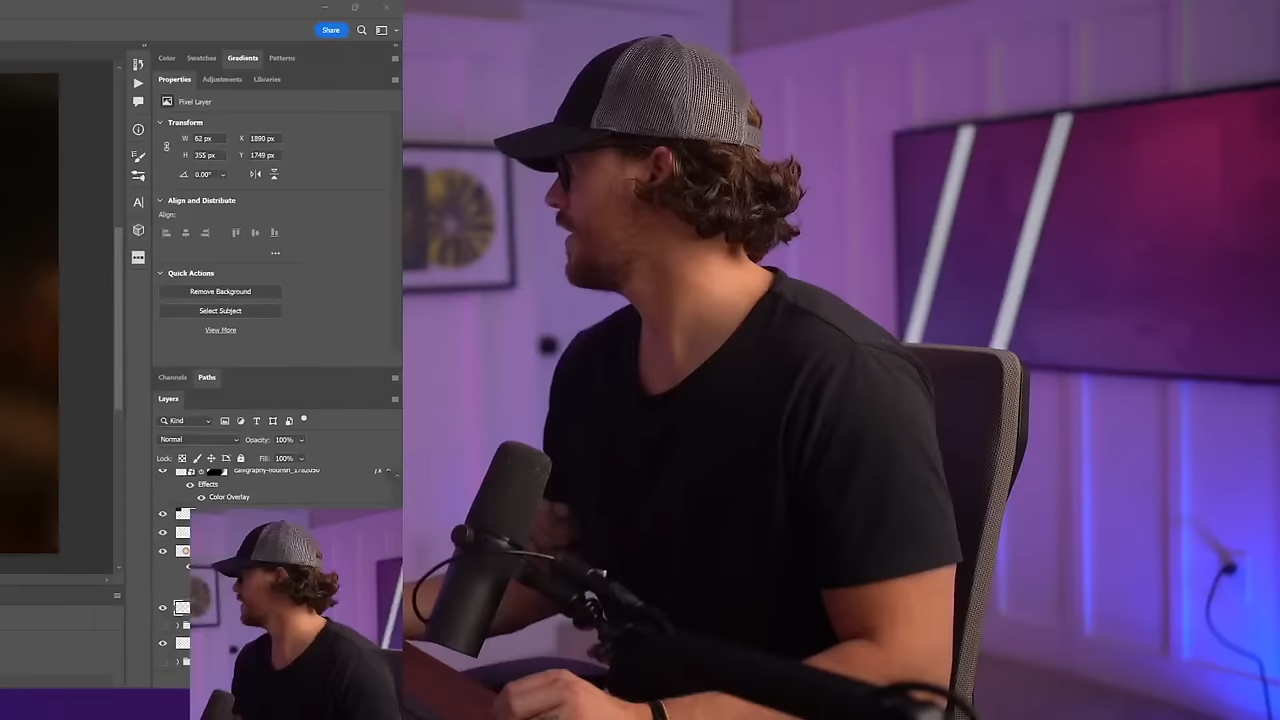 Share
Color Swatches Gradients Patterns
Properties Adjustments Libraries
Pixel Layer
Transform
W 62 px X 1890 px
H 355 px Y 1749 px
0.00°
Align and Distribute
Align:
Quick Actions
Remove Background
Select Subject
View More
Channels Paths
Layers
Kind
Normal Opacity: 100%
Lock: Fill: 100%
fx
Effects
Color Overlay